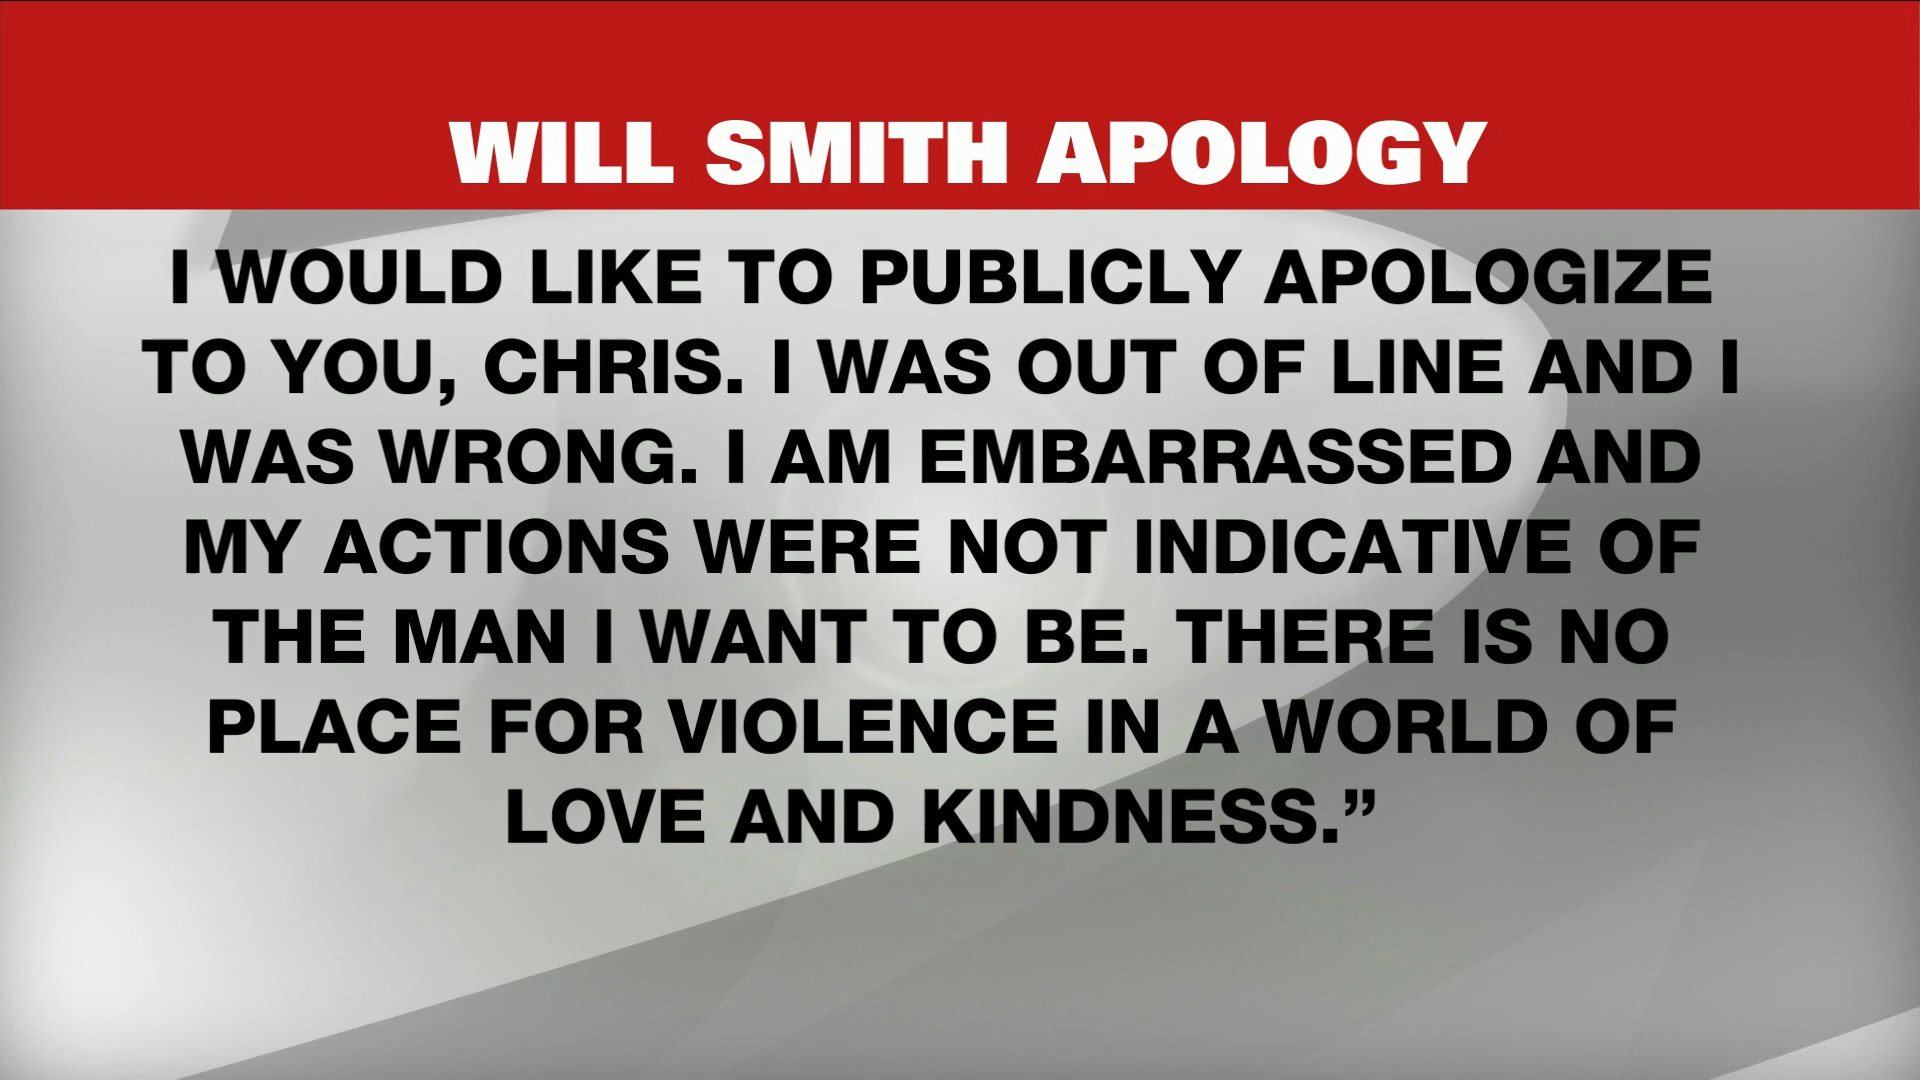 WILL SMITH APOLOGY
I WOULD LIKE TO PUBLICLY APOLOGIZE
TO YOU, CHRIS. I WAS OUT OF LINE AND I
WAS WRONG. I AM EMBARRASSED AND
MY ACTIONS WERE NOT INDICATIVE OF
THE MAN I WANT TO BE. THERE IS NO
PLACE FOR VIOLENCE IN A WORLD OF
LOVE AND KINDNESS.”